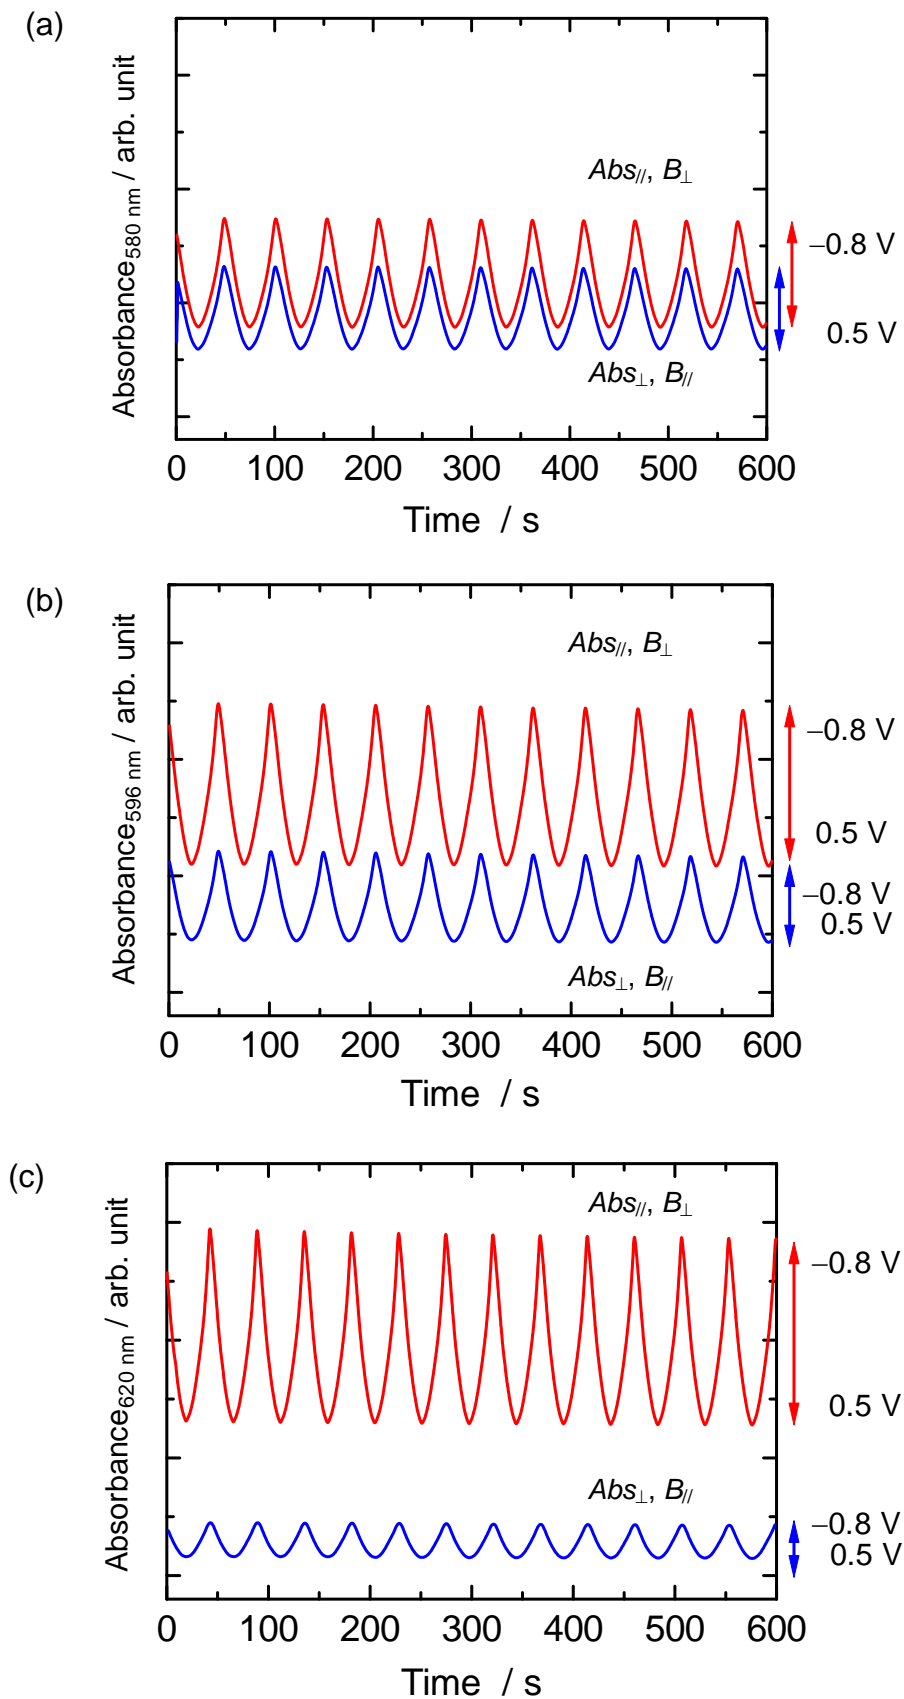 (a)
Absorbance580 nm / arb. unit
Abs//, B⊥
−0.8 V
0.5 V
Abs⊥, B//
0 100 200 300 400 500 600
Time / s
(b)
Absorbance596 nm / arb. unit
Abs//, B⊥
−0.8 V
0.5 V
−0.8 V
0.5 V
Abs⊥, B//
0 100 200 300 400 500 600
Time / s
(c)
Absorbance620 nm / arb. unit
Abs//, B⊥
−0.8 V
0.5 V
Abs⊥, B//
−0.8 V
0.5 V
0 100 200 300 400 500 600
Time / s